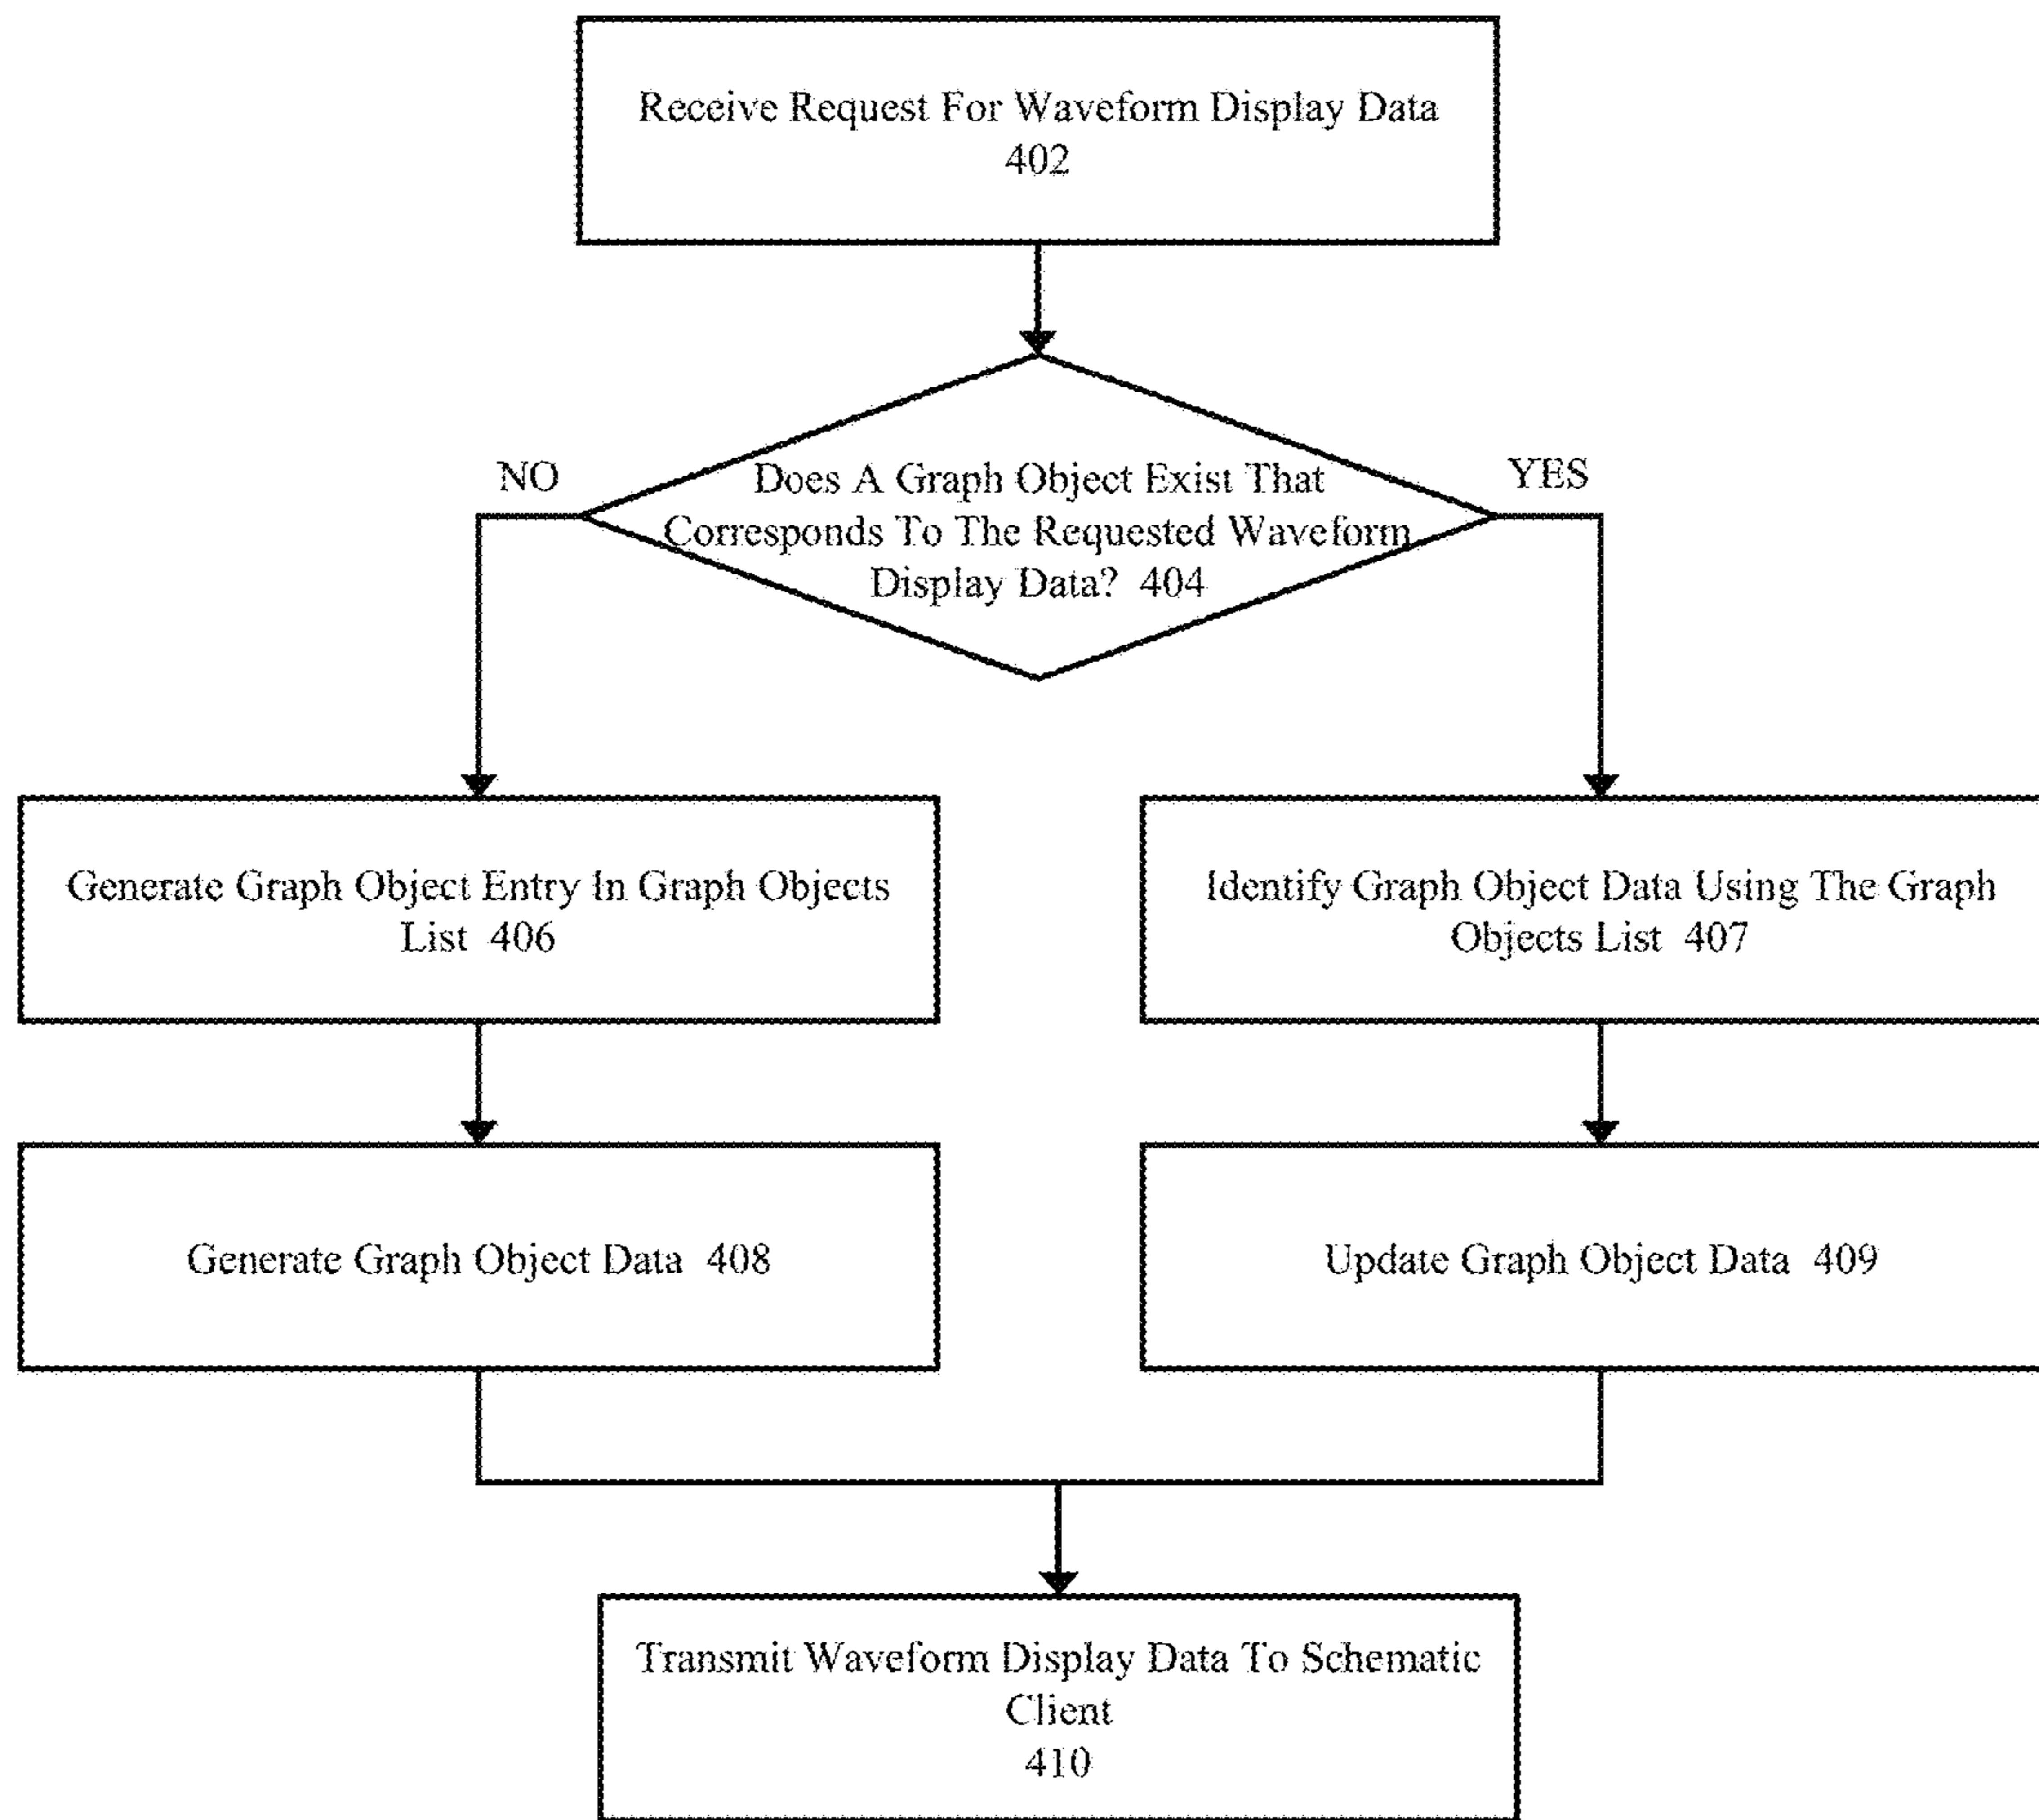 Receive Request For Waveform Display Data
402
Does A Graph Object Exist That
Corresponds To The Requested Waveform
Display Data? 404
NO
YES
Generate Graph Object Entry In Graph Objects
List 406
Identify Graph Object Data Using The Graph
Objects List 407
Generate Graph Object Data 408
Update Graph Object Data 409
Transmit Waveform Display Data To Schematic
Client
410